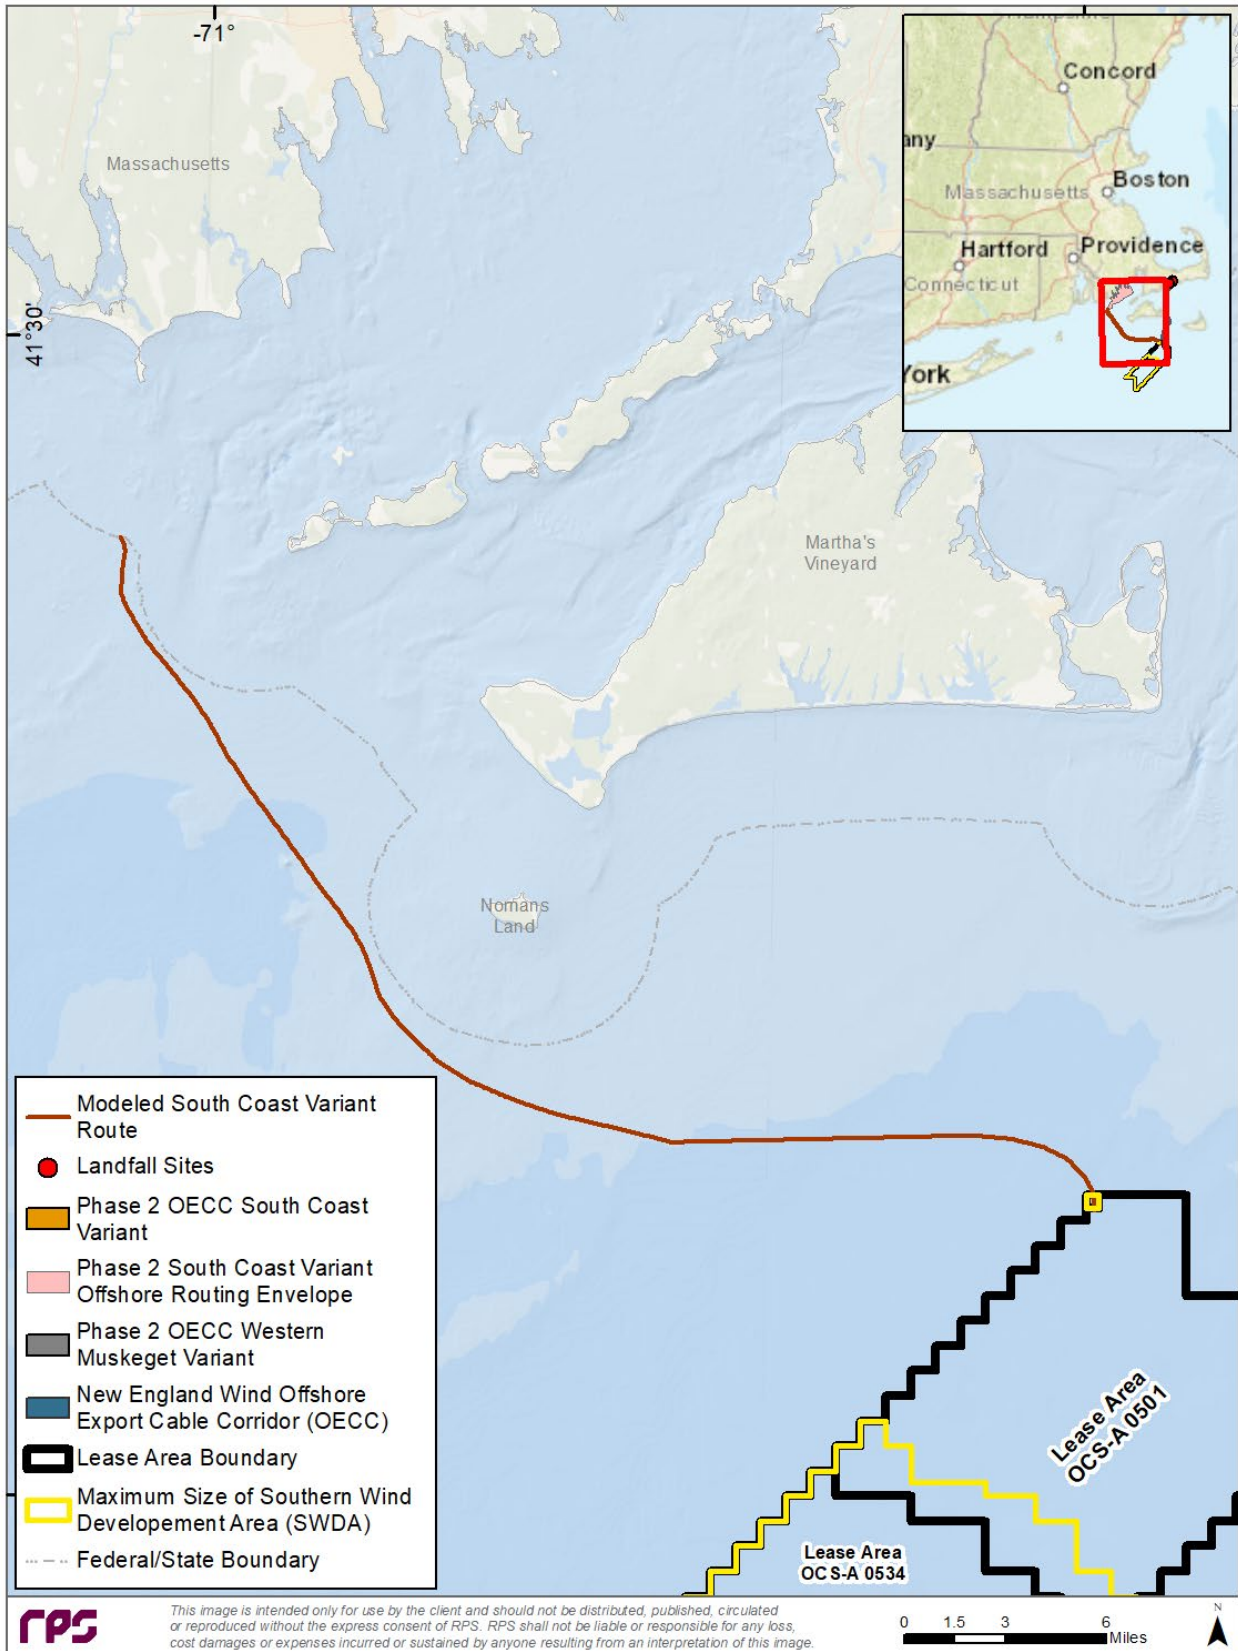 -71°
41°30'
Massachusetts
Martha's
Vineyard
Nomans
Land
Concord
any
Boston
Massachusetts
Hartford
Providence
Connecticut
York
Modeled South Coast Variant
Route
Landfall Sites
Phase 2 OECC South Coast
Variant
Phase 2 South Coast Variant
Offshore Routing Envelope
Phase 2 OECC Western
Muskeget Variant
New England Wind Offshore
Export Cable Corridor (OECC)
Lease Area Boundary
Maximum Size of Southern Wind
Developement Area (SWDA)
Federal/State Boundary
Lease Area
OCS-A 0501
Lease Area
OCS-A 0534
rps
This image is intended only for use by the client and should not be distributed, published, circulated
or reproduced without the express consent of RPS. RPS shall not be liable or responsible for any loss,
cost damages or expenses incurred or sustained by anyone resulting from an interpretation of this image.
0 1.5 3 6
Miles
N